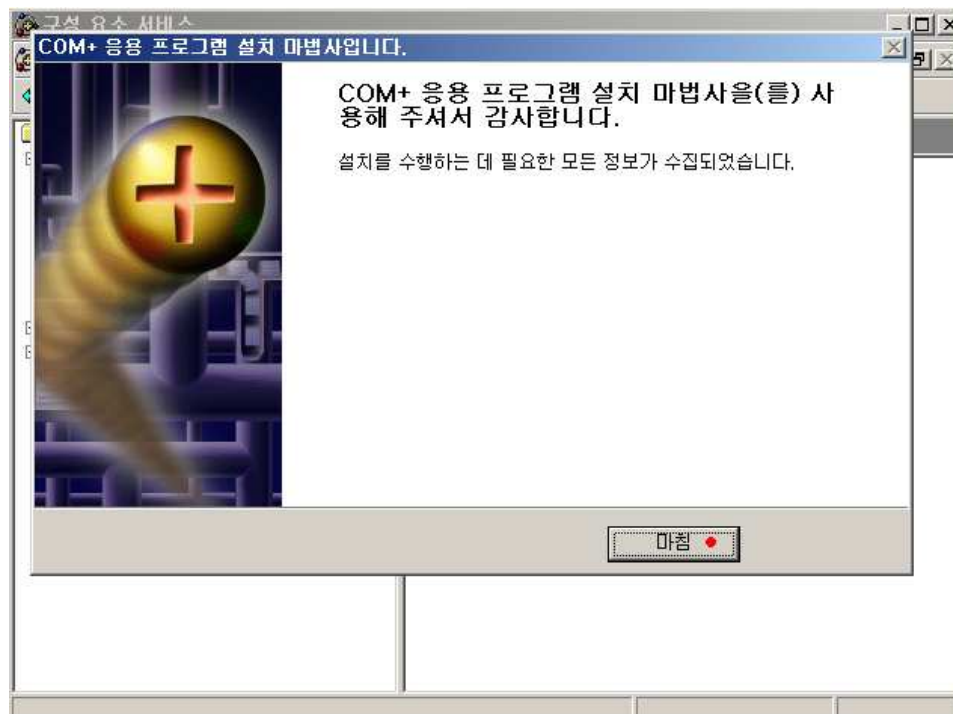 구성 요소 서비스
COM+ 응용 프로그램 설치 마법사입니다.
COM+ 응용 프로그램 설치 마법사을(를) 사
용해 주셔서 감사합니다.
설치를 수행하는 데 필요한 모든 정보가 수집되었습니다.
마침